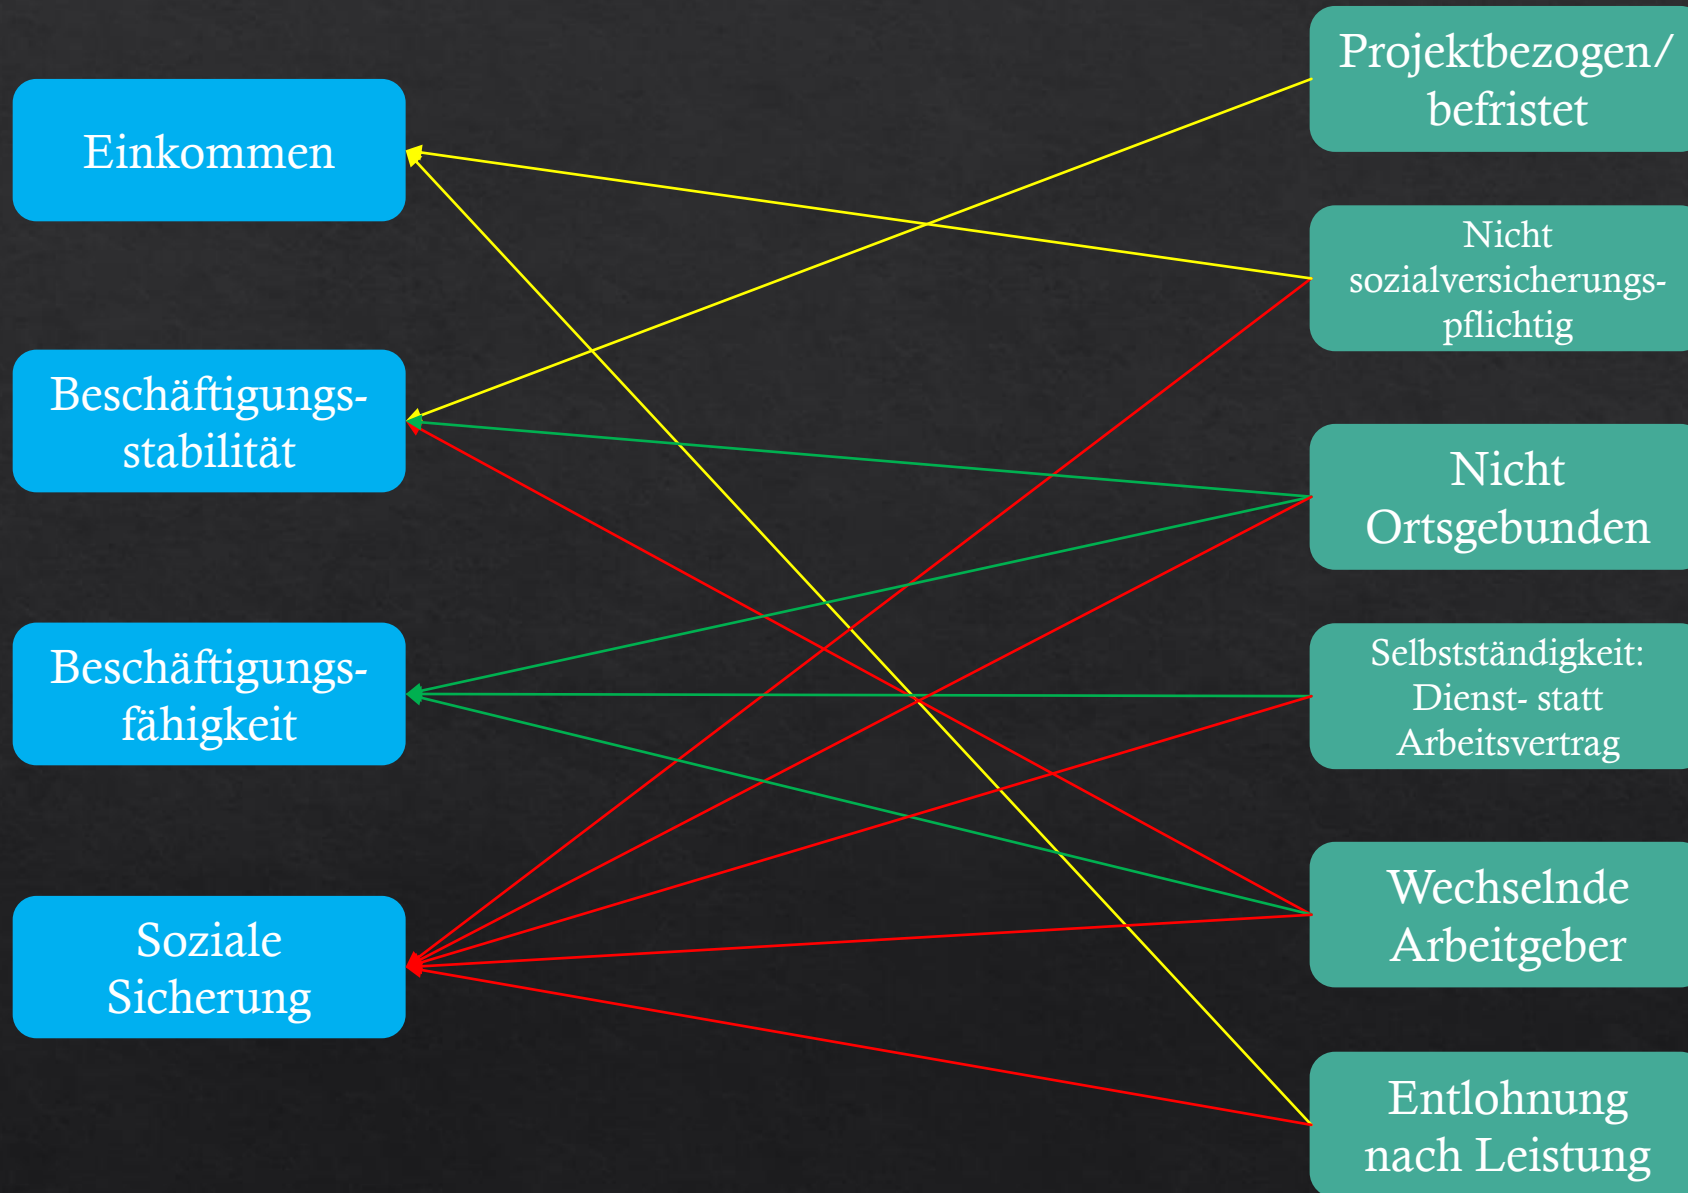 Einkommen
Beschäftigungs-
stabilität
Beschäftigungs-
fähigkeit
Soziale
Sicherung
Projektbezogen/
befristet
Nicht
sozialversicherungs-
pflichtig
Nicht
Ortsgebunden
Selbstständigkeit:
Dienst- statt
Arbeitsvertrag
Wechselnde
Arbeitgeber
Entlohnung
nach Leistung